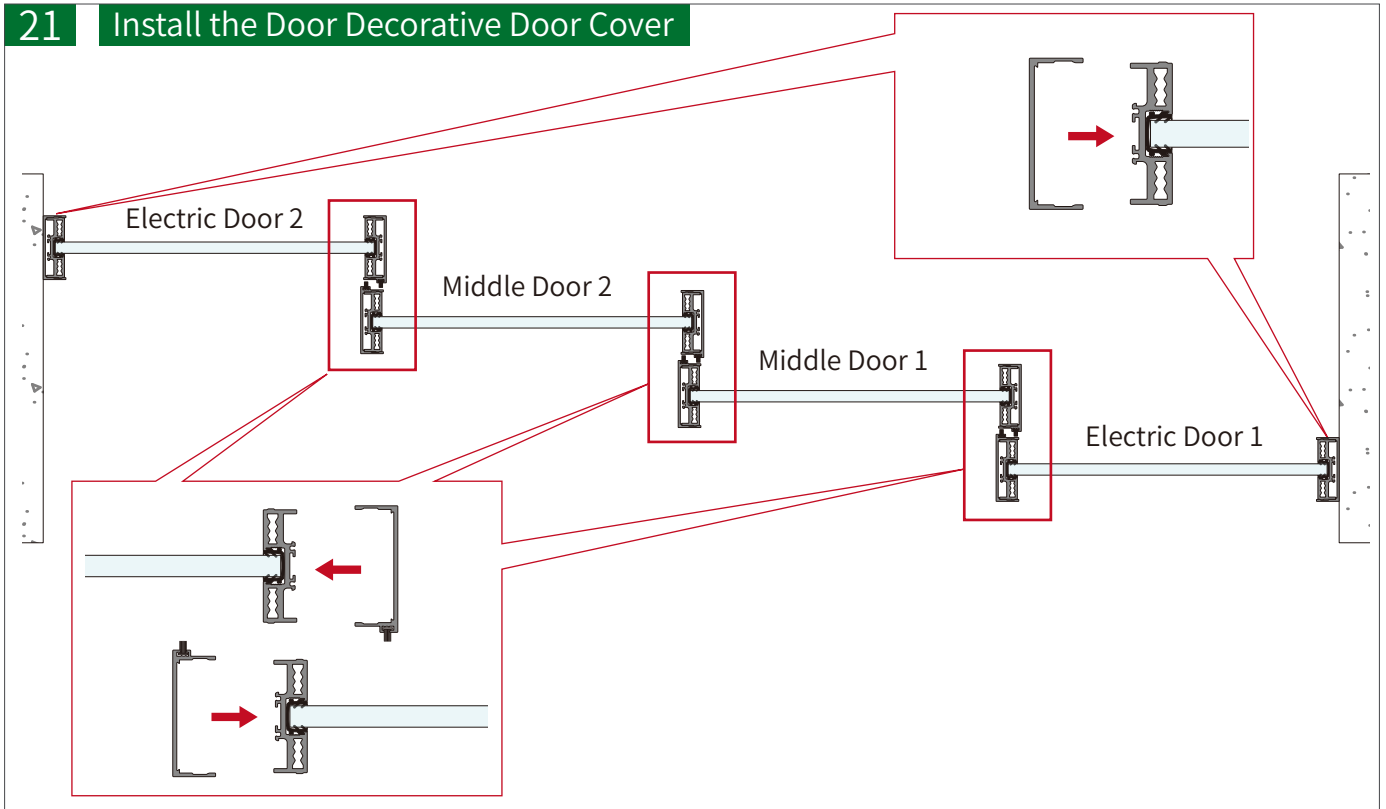 21 Install the Door Decorative Door Cover
Electric Door 2
Middle Door 2
Middle Door 1
Electric Door 1